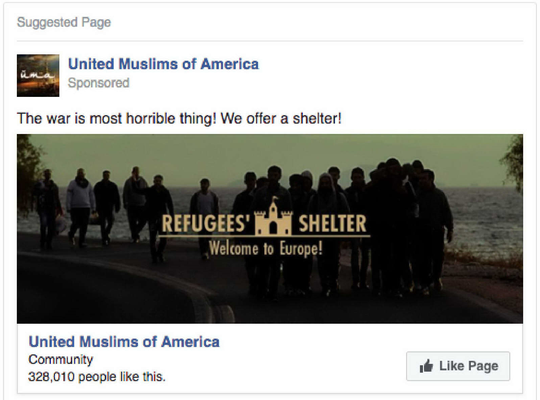 Suggested Page
uma
United Muslims of America
Sponsored
The war is most horrible thing! We offer a shelter!
REFUGEES' SHELTER
Welcome to Europe!
United Muslims of America
Community
328,010 people like this.
Like Page